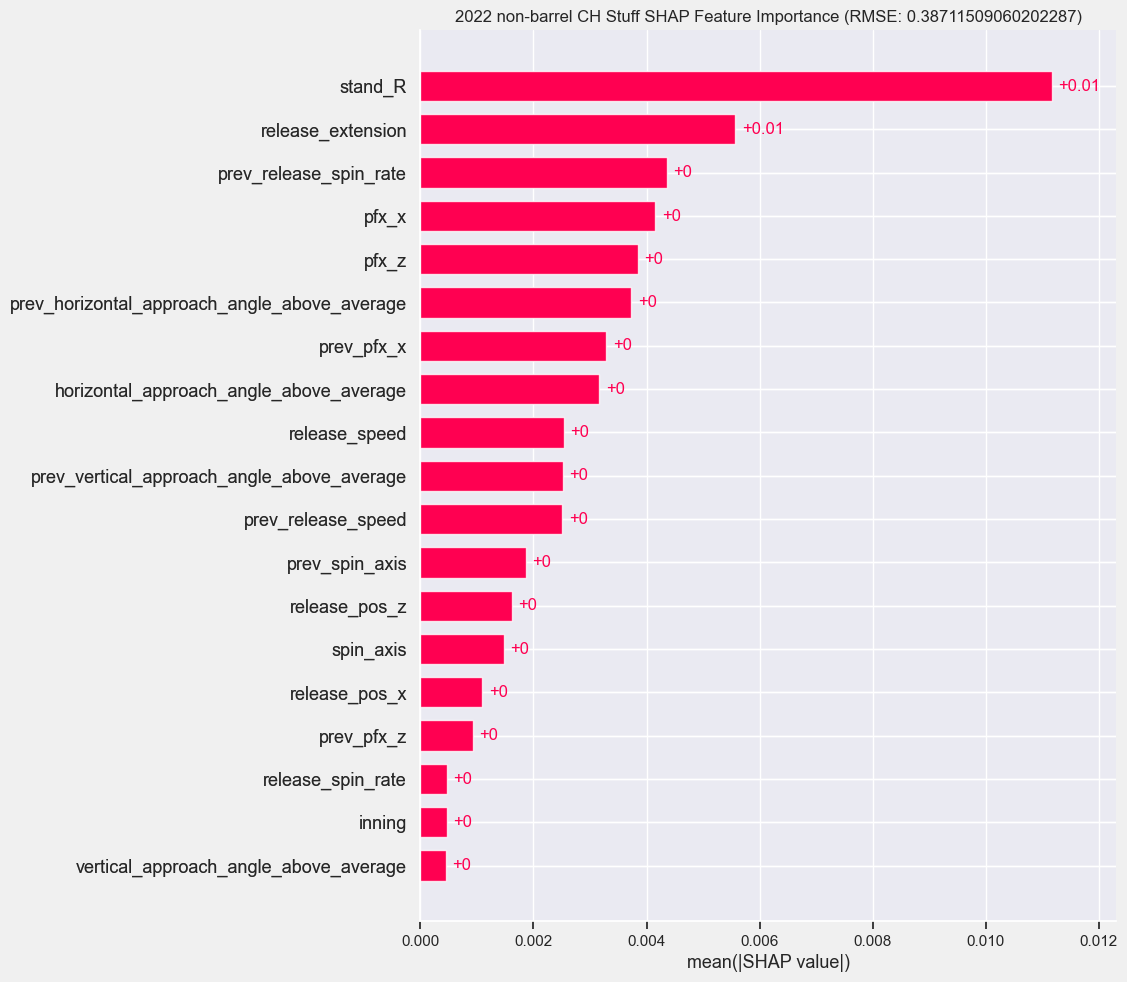 2022 non-barrel CH Stuff SHAP Feature Importance (RMSE: 0.38711509060202287)
stand_R +0.01
release_extension +0.01
prev_release_spin_rate +0
pfx_x +0
pfx_z +0
prev_horizontal_approach_angle_above_average +0
prev_pfx_x +0
horizontal_approach_angle_above_average +0
release_speed +0
prev_vertical_approach_angle_above_average +0
prev_release_speed +0
prev_spin_axis +0
release_pos_z +0
spin_axis +0
release_pos_x +0
prev_pfx_z +0
release_spin_rate +0
inning +0
vertical_approach_angle_above_average +0
0.000 0.002 0.004 0.006 0.008 0.010 0.012
mean(|SHAP value|)